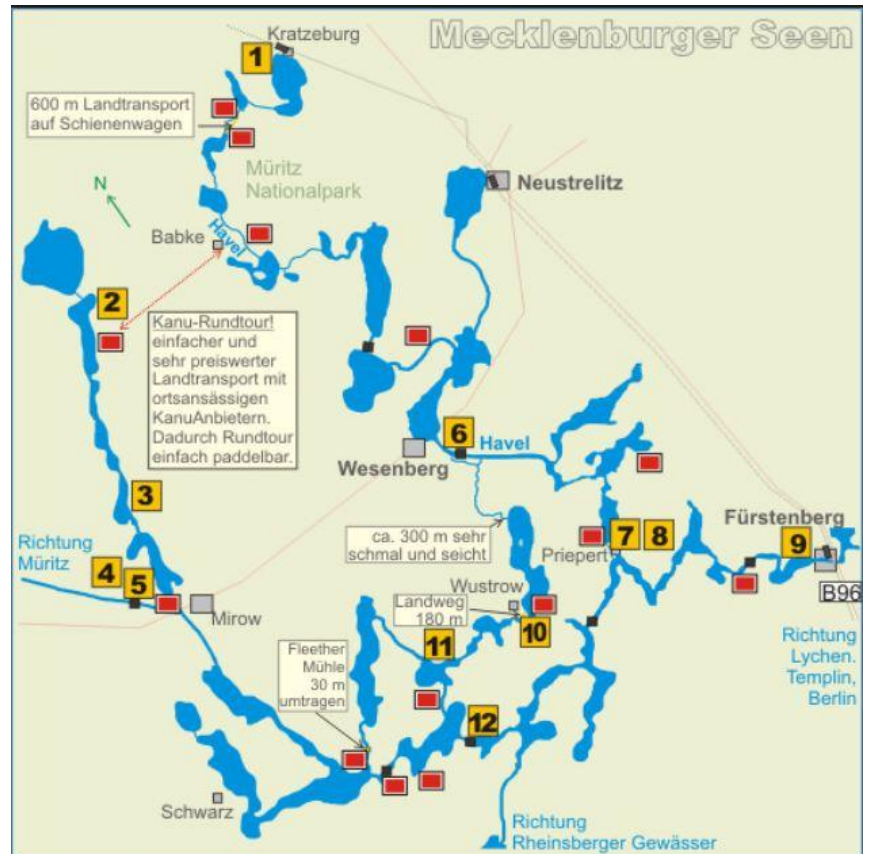 Kratzeburg
Mecklenburger Seen
1
600 m Landtransport
auf Schienenwagen
Müritz
Nationalpark
Neustrelitz
N
Babke
Havel
2
Kanu-Rundtour!
einfacher und
sehr preiswerter
Landtransport mit
ortsansässigen
KanuAnbietern.
Dadurch Rundtour
einfach paddelbar.
6
Havel
Wesenberg
3
ca. 300 m sehr
schmal und seicht
Fürstenberg
7
8
9
Priepert
Richtung
Müritz
4
5
Mirow
Wustrow
Landweg
180 m
10
B96
Richtung
Lychen.
Templin,
Berlin
11
Fleether
Mühle
30 m
umtragen
12
Schwarz
Richtung
Rheinsberger Gewässer